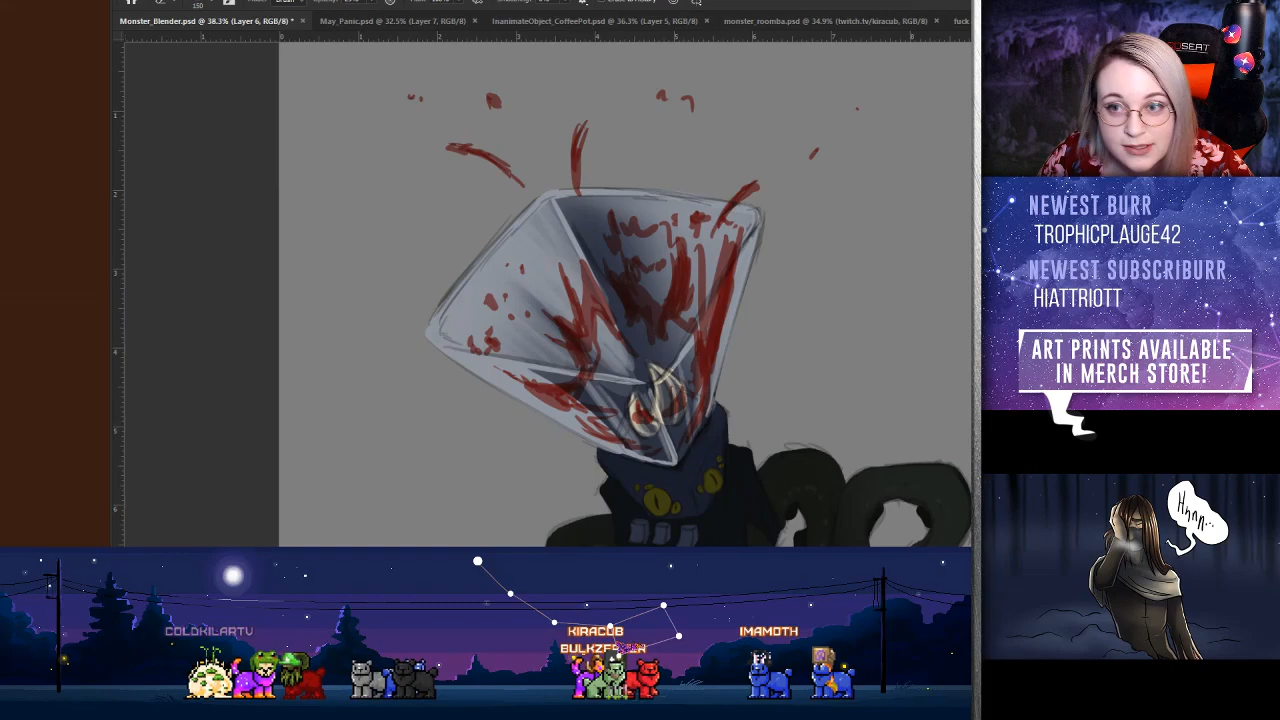 Monster_Blender.psd @ 38.3% (Layer 6, RGB/8) *
May_Panic.psd @ 32.5% (Layer 7, RGB/8)
InanimateObject_CoffeePot.psd @ 36.3% (Layer 5, RGB/8)
monster_roomba.psd @ 34.9% (twitch.tv/kiracub, RGB/8)
fuck
NEWEST BURR
TROPHICPLAUGE42
NEWEST SUBSCRIBURR
HIATTRIOTT
ART PRINTS AVAILABLE
IN MERCH STORE!
Hnnn...
COLDKILARTV
KIRACUB
IMAMOTH